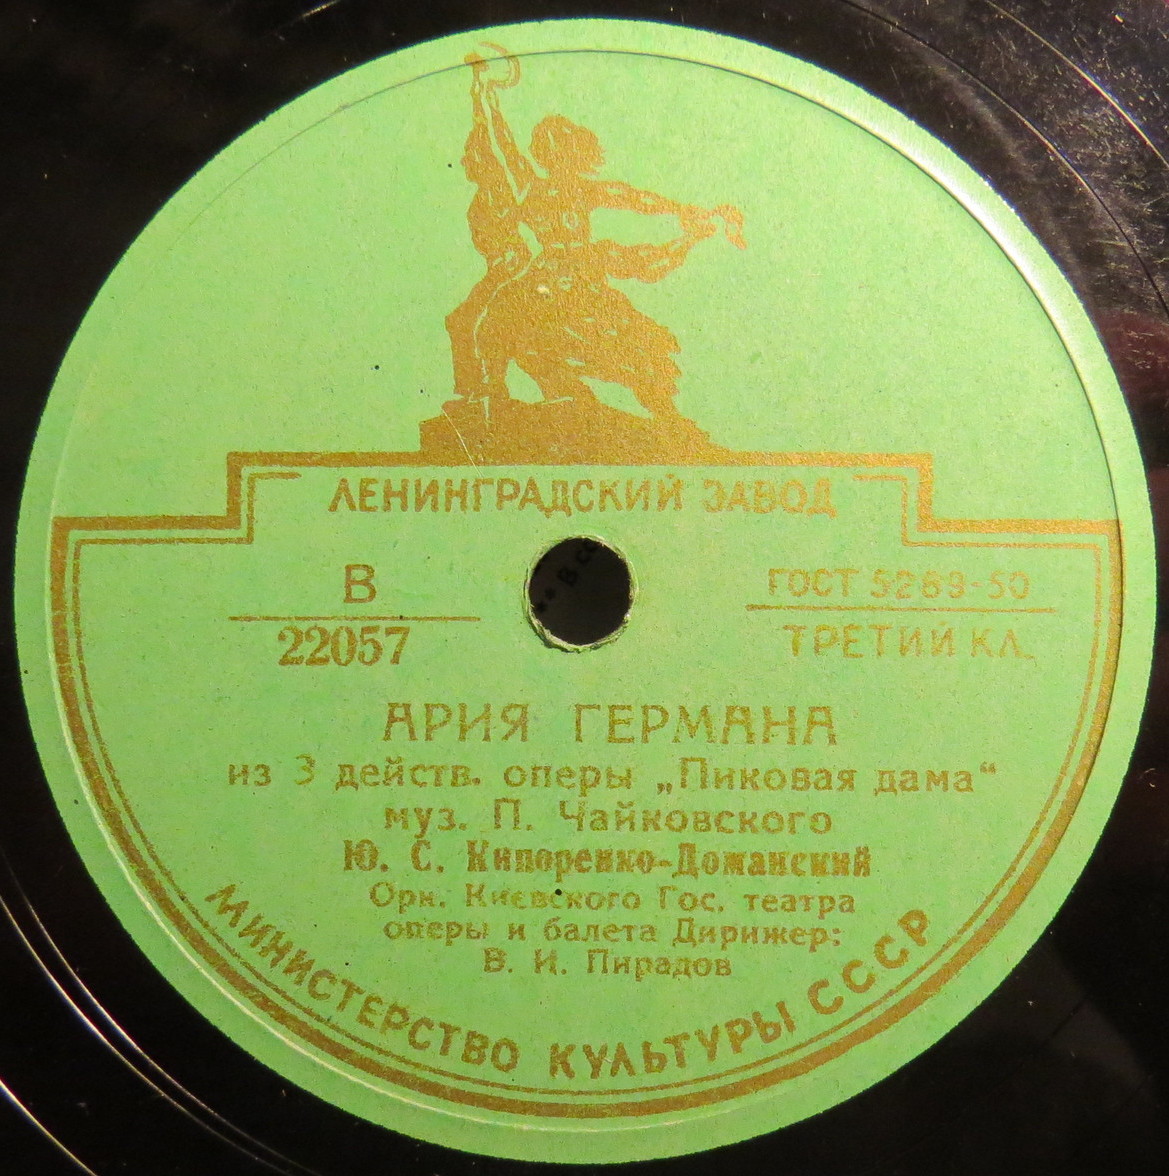 ЛЕНИНГРАДСКИЙ ЗАВОД
В
22057
ГОСТ 5289-50
ТРЕТИЙ КЛ.
АРИЯ ГЕРМАНА
из 3 действ. оперы „Пиковая дама“
муз. П. Чайковского
Ю. С. Кипоренко-Доманский
Орк. Киевского Гос. театра
оперы и балета Дирижер:
В. И. Пирадов
МИНИСТЕРСТВО КУЛЬТУРЫ СССР